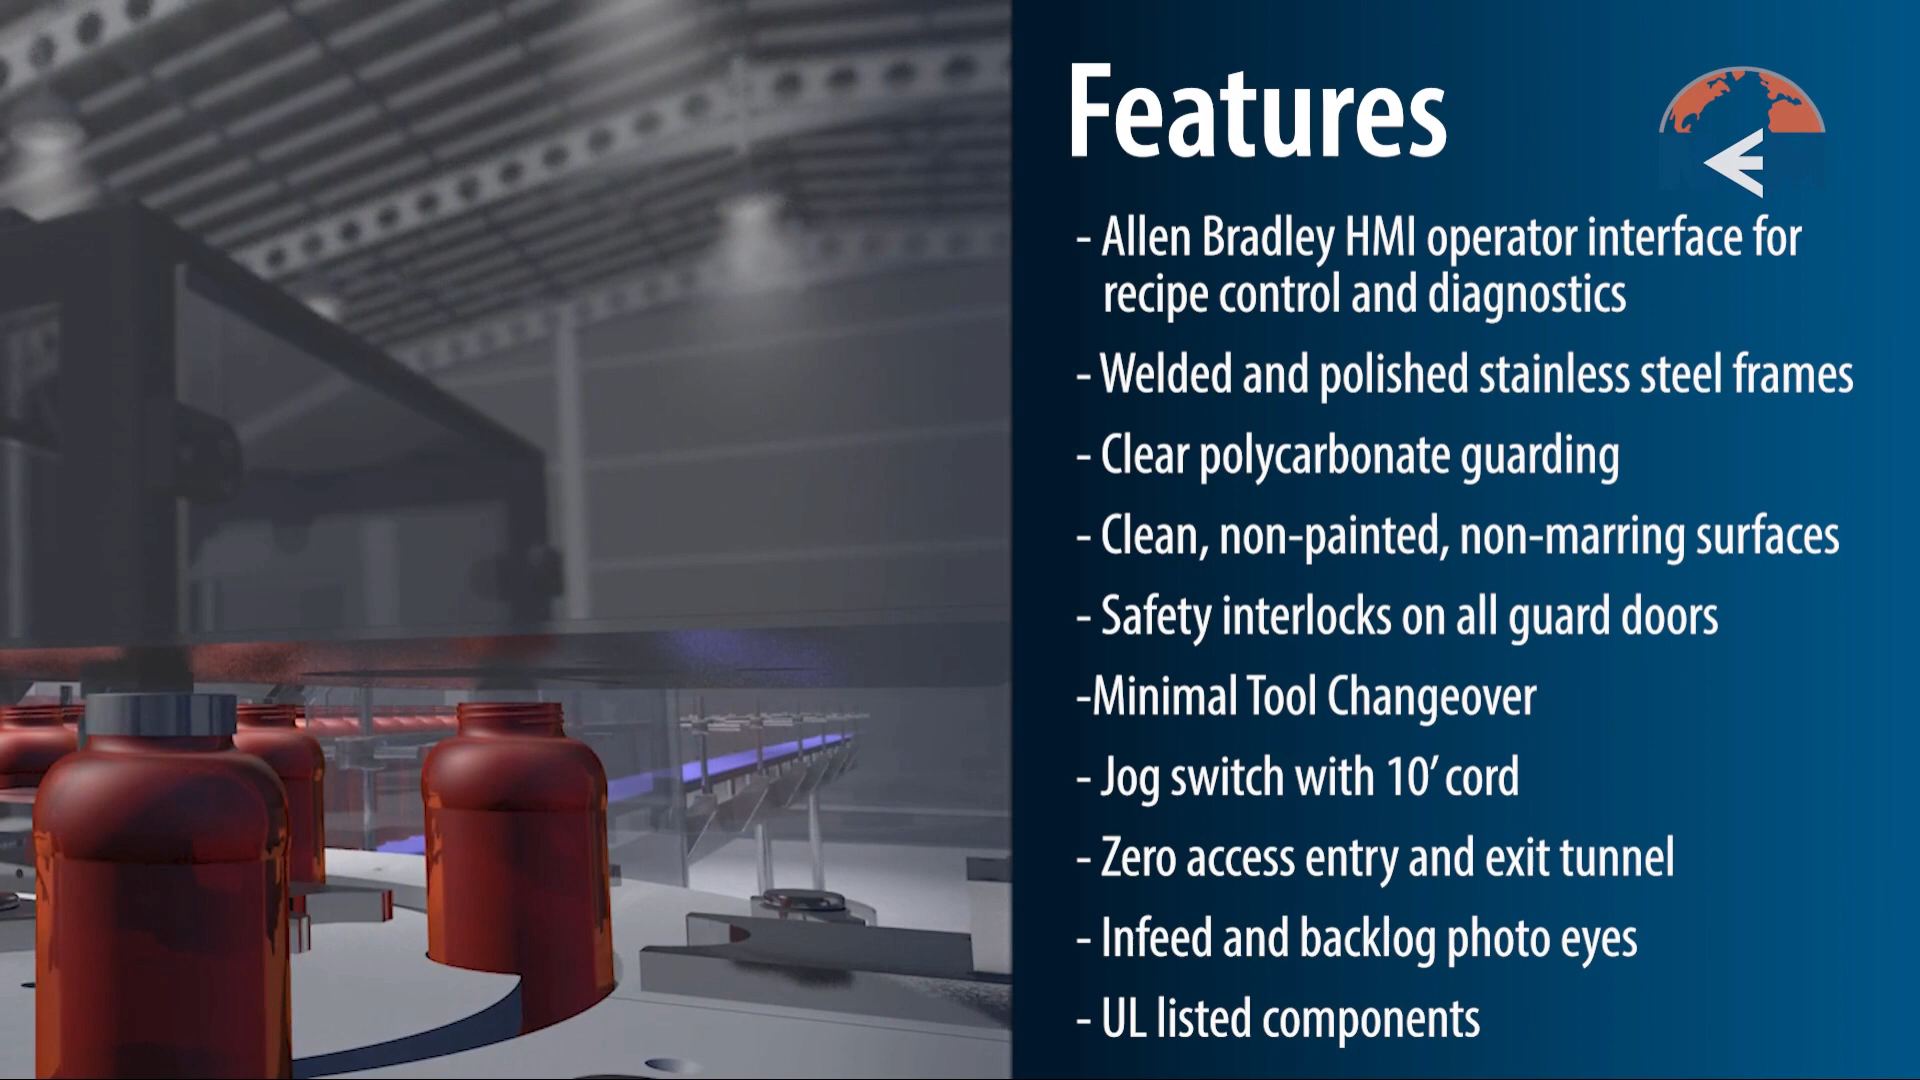 Features
- Allen Bradley HMI operator interface for
recipe control and diagnostics
- Welded and polished stainless steel frames
- Clear polycarbonate guarding
- Clean, non-painted, non-marring surfaces
- Safety interlocks on all guard doors
-Minimal Tool Changeover
- Jog switch with 10’ cord
- Zero access entry and exit tunnel
- Infeed and backlog photo eyes
- UL listed components